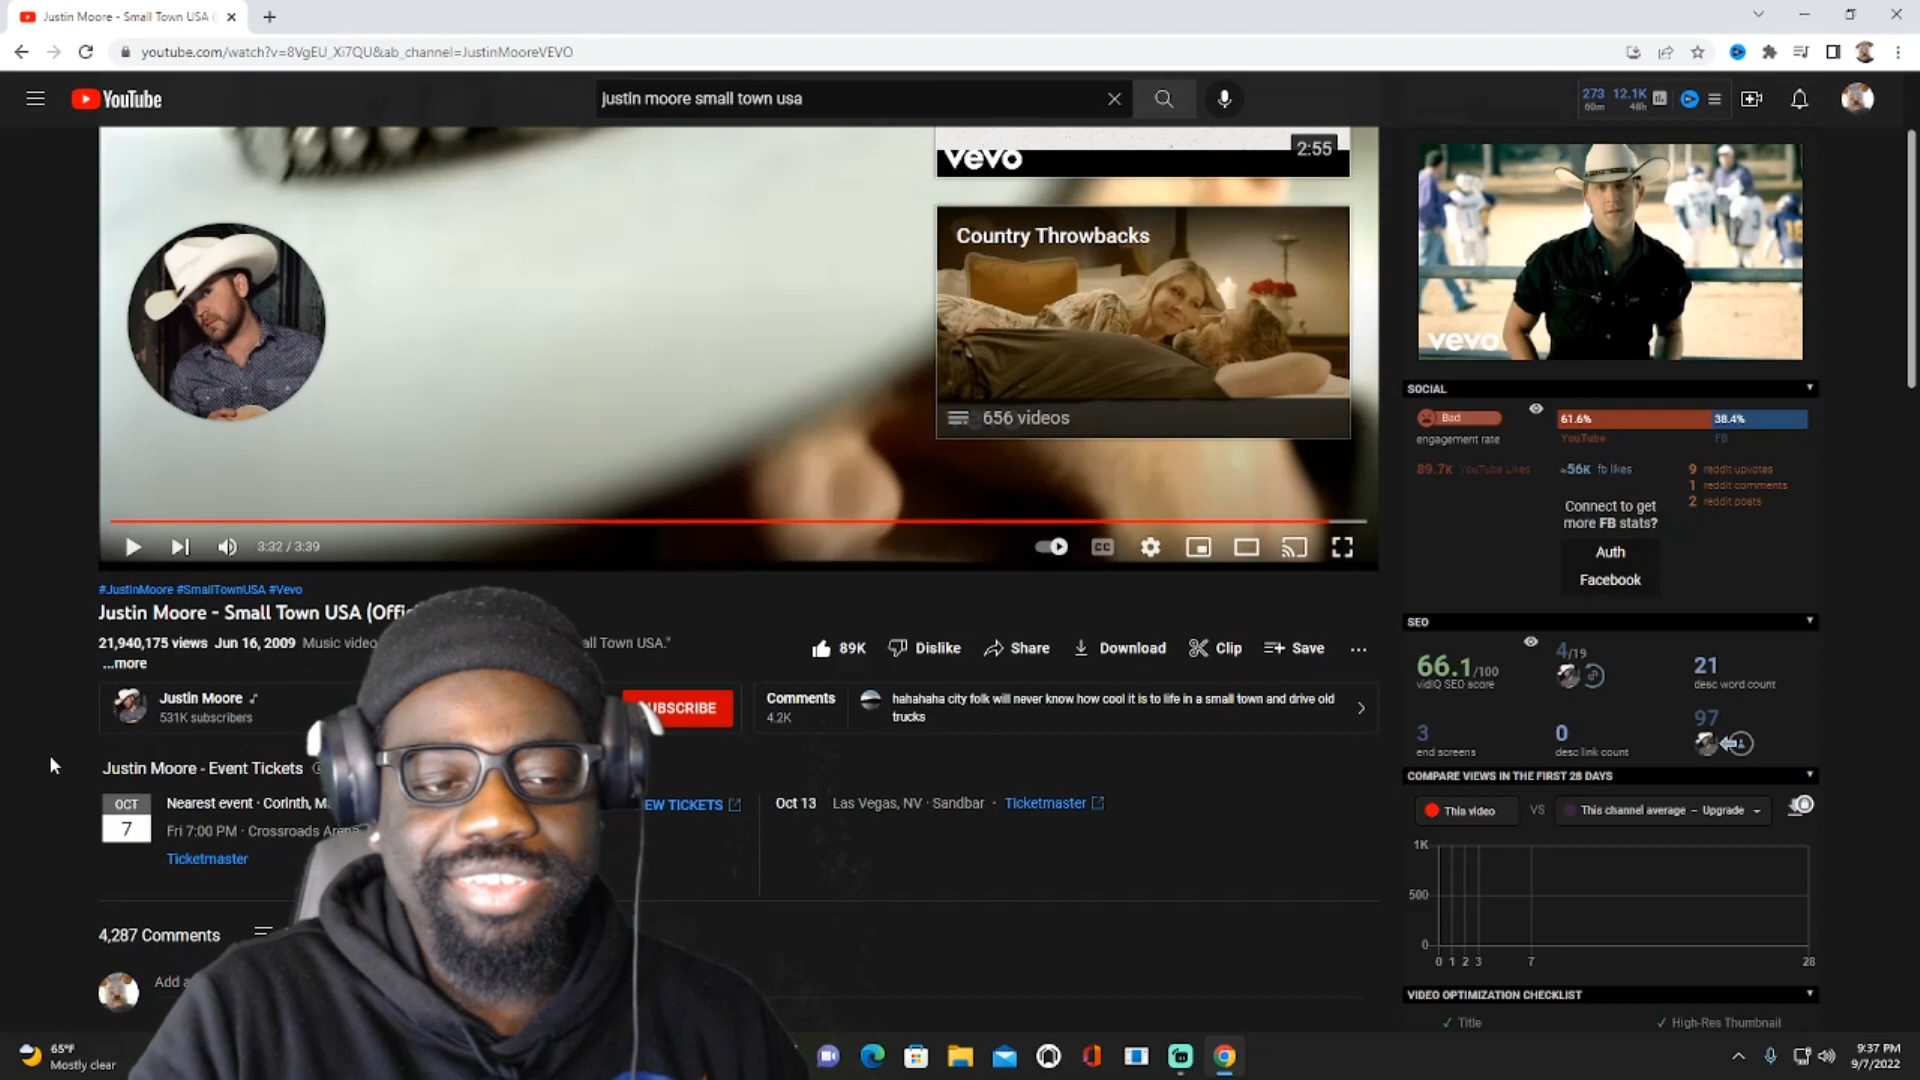 Justin Moore - Small Town USA (
youtube.com/watch?v=8VgEU_Xi7QU&ab_channel=JustinMooreVEVO
YouTube
justin moore small town usa
273
60m
12.1K
48h
vevo
2:55
Country Throwbacks
656 videos
vevo
3:32 / 3:39
CC
#JustinMoore #SmallTownUSA #Vevo
Justin Moore - Small Town USA (Offic
21,940,175 views Jun 16, 2009 Music video
all Town USA."
...more
89K
Dislike
Share
Download
Clip
Save
Justin Moore
531K subscribers
UBSCRIBE
Comments
4.2K
hahahaha city folk will never know how cool it is to life in a small town and drive old
trucks
Justin Moore - Event Tickets
OCT
7
Nearest event · Corinth, M
Fri 7:00 PM · Crossroads Arena
Ticketmaster
EW TICKETS
Oct 13
Las Vegas, NV · Sandbar · Ticketmaster
4,287 Comments
Add a
SOCIAL
Bad
engagement rate
61.6%
38.4%
YouTube
FB
89.7K YouTube Likes
≈56K fb likes
9 reddit upvotes
1 reddit comments
2 reddit posts
Connect to get
more FB stats?
Auth
Facebook
SEO
66.1/100
vidIQ SEO score
4/19
21
desc word count
3
end screens
0
desc link count
97
COMPARE VIEWS IN THE FIRST 28 DAYS
This video
VS
This channel average – Upgrade
1K
500
0
0 1 2 3 7 28
VIDEO OPTIMIZATION CHECKLIST
✓ Title
✓ High-Res Thumbnail
65°F
Mostly clear
9:37 PM
9/7/2022